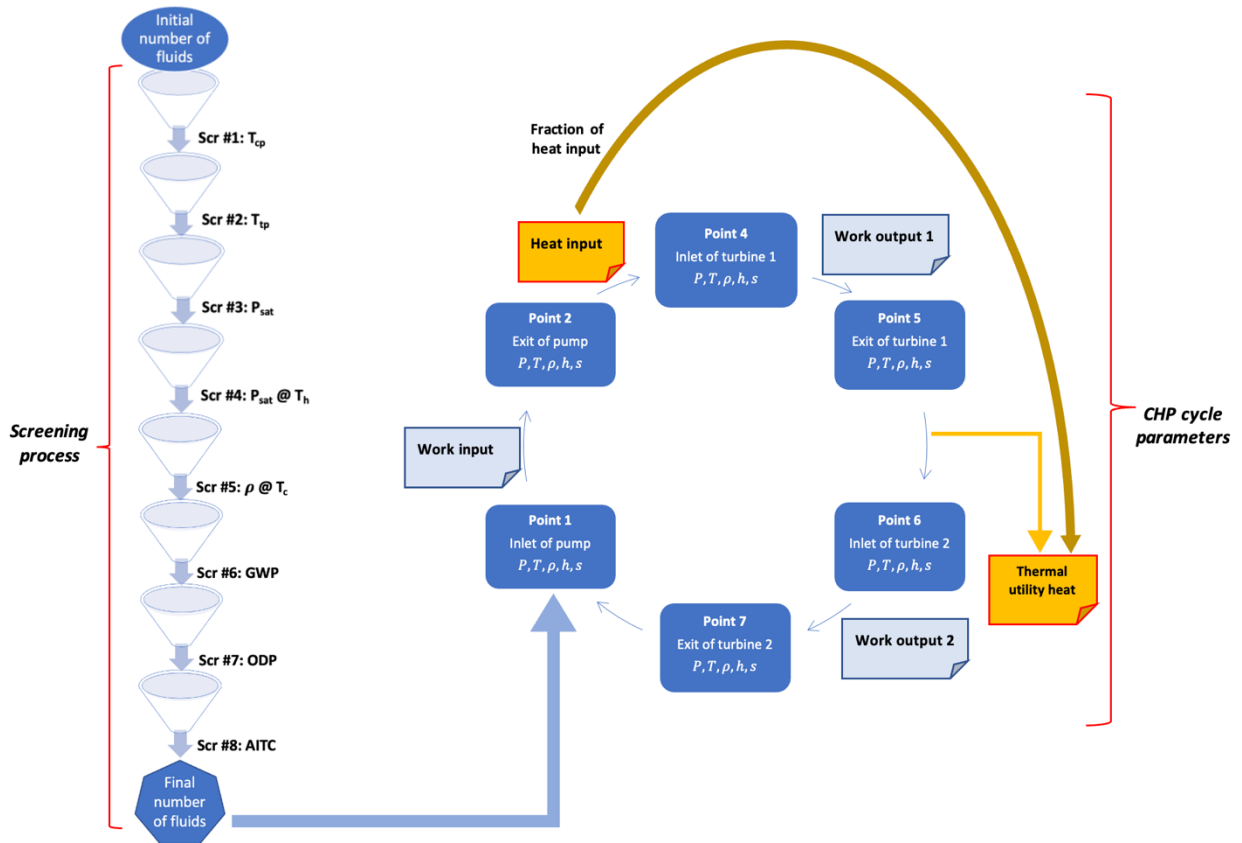 Initial
number of
fluids
Scr #1: Tcp
Scr #2: Ttp
Scr #3: Psat
Scr #4: Psat @ Th
Scr #5: ρ @ Tc
Scr #6: GWP
Scr #7: ODP
Scr #8: AITC
Final
number
of fluids
Screening
process
Fraction of
heat input
Heat input
Point 4
Inlet of turbine 1
P, T, ρ, h, s
Work output 1
Point 2
Exit of pump
P, T, ρ, h, s
Point 5
Exit of turbine 1
P, T, ρ, h, s
Work input
Point 1
Inlet of pump
P, T, ρ, h, s
Point 6
Inlet of turbine 2
P, T, ρ, h, s
Thermal
utility heat
Point 7
Exit of turbine 2
P, T, ρ, h, s
Work output 2
CHP cycle
parameters